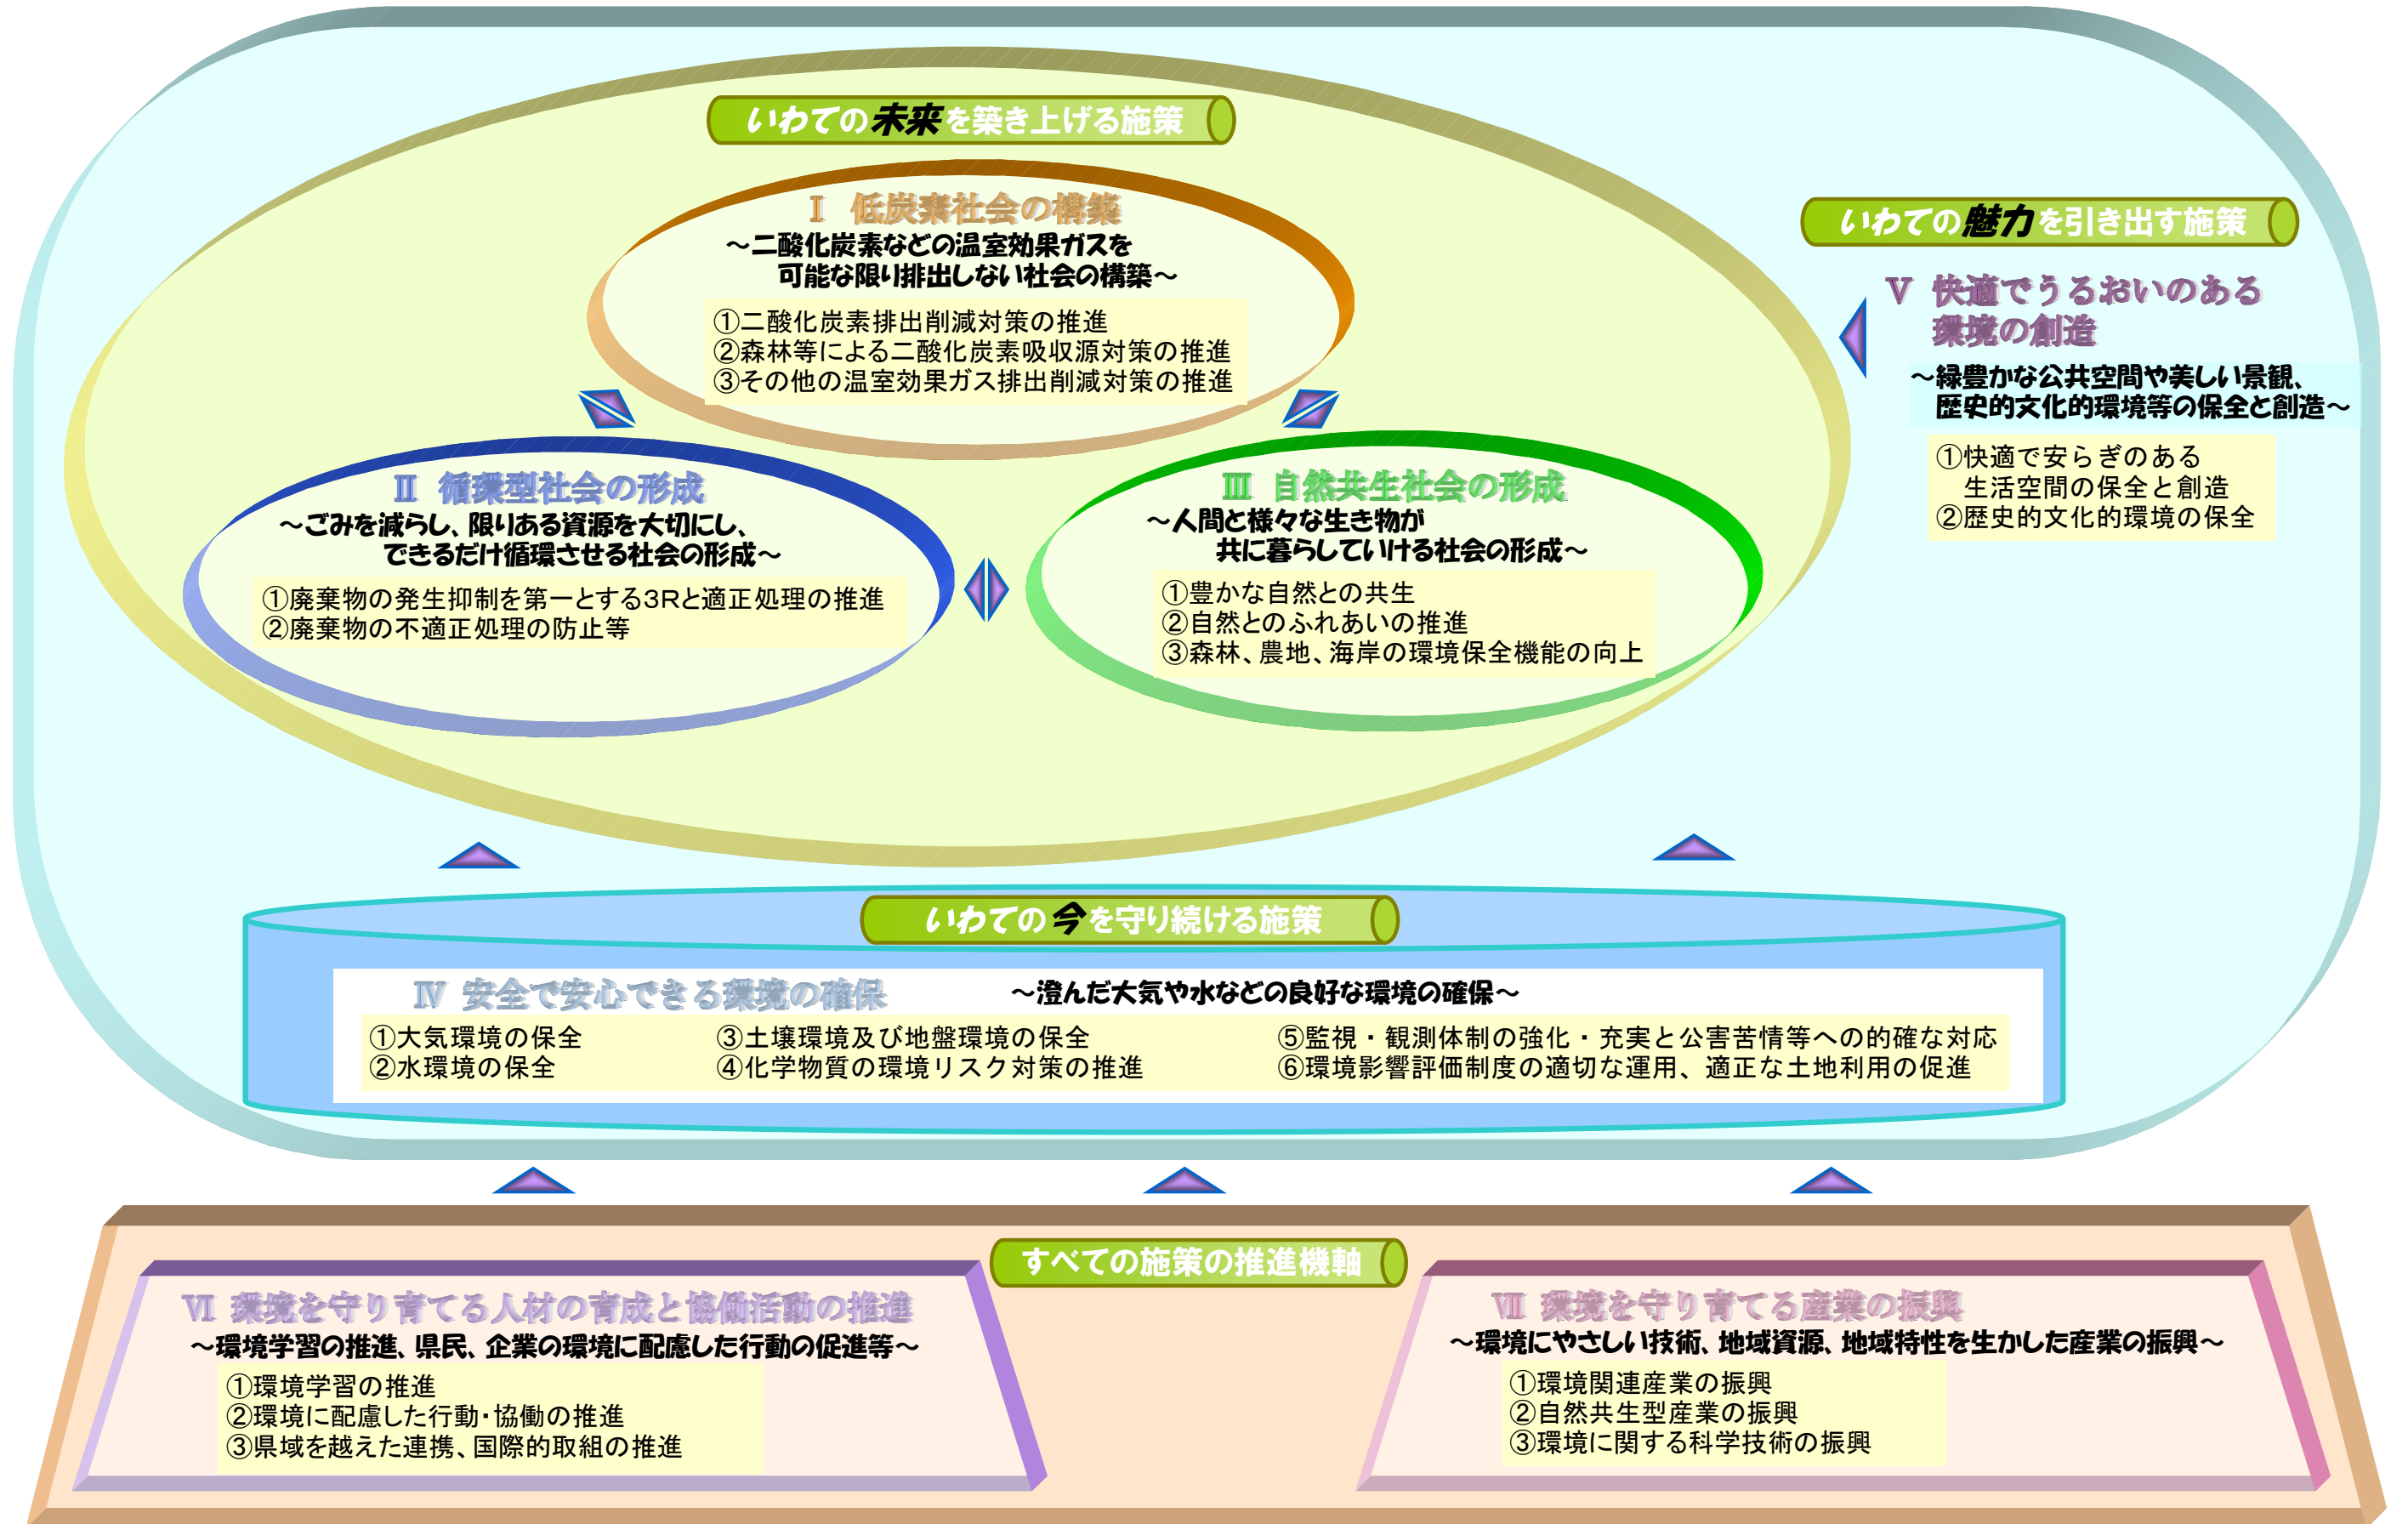 いわての未来を築き上げる施策
Ⅰ 低炭素社会の構築
～二酸化炭素などの温室効果ガスを
可能な限り排出しない社会の構築～
①二酸化炭素排出削減対策の推進
②森林等による二酸化炭素吸収源対策の推進
③その他の温室効果ガス排出削減対策の推進
Ⅱ 循環型社会の形成
～ごみを減らし、限りある資源を大切にし、
できるだけ循環させる社会の形成～
①廃棄物の発生抑制を第一とする3Rと適正処理の推進
②廃棄物の不適正処理の防止等
Ⅲ 自然共生社会の形成
～人間と様々な生き物が
共に暮らしていける社会の形成～
①豊かな自然との共生
②自然とのふれあいの推進
③森林、農地、海岸の環境保全機能の向上
いわての魅力を引き出す施策
Ⅴ 快適でうるおいのある
環境の創造
～緑豊かな公共空間や美しい景観、
歴史的文化的環境等の保全と創造～
①快適で安らぎのある
生活空間の保全と創造
②歴史的文化的環境の保全
いわての今を守り続ける施策
Ⅳ 安全で安心できる環境の確保 ～澄んだ大気や水などの良好な環境の確保～
①大気環境の保全
②水環境の保全
③土壌環境及び地盤環境の保全
④化学物質の環境リスク対策の推進
⑤監視・観測体制の強化・充実と公害苦情等への的確な対応
⑥環境影響評価制度の適切な運用、適正な土地利用の促進
すべての施策の推進機軸
Ⅵ 環境を守り育てる人材の育成と協働活動の推進
～環境学習の推進、県民、企業の環境に配慮した行動の促進等～
①環境学習の推進
②環境に配慮した行動・協働の推進
③県域を越えた連携、国際的取組の推進
Ⅶ 環境を守り育てる産業の振興
～環境にやさしい技術、地域資源、地域特性を生かした産業の振興～
①環境関連産業の振興
②自然共生型産業の振興
③環境に関する科学技術の振興